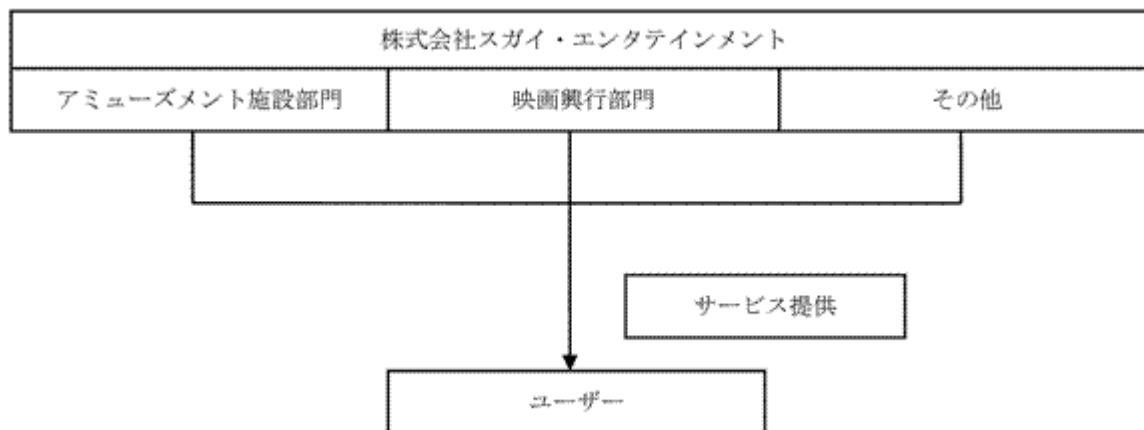 株式会社スガイ・エンタテインメント
アミューズメント施設部門 映画興行部門 その他
サービス提供
ユーザー